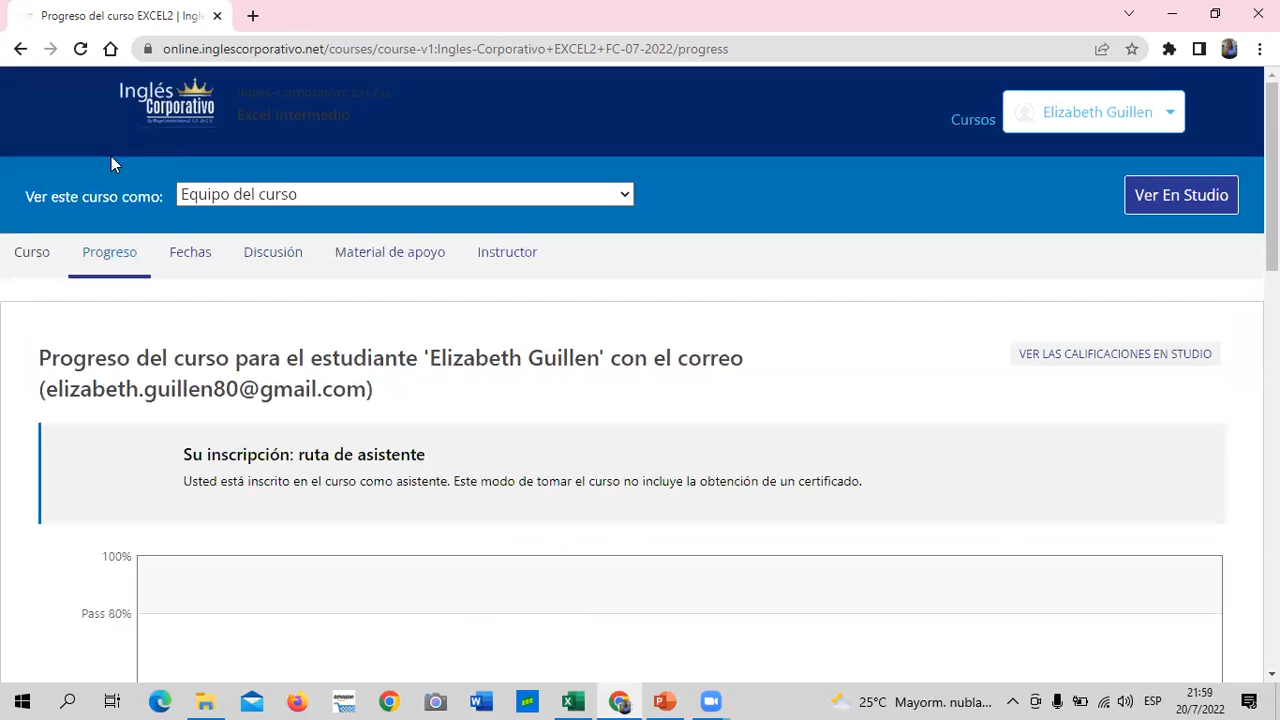 Progreso del curso EXCEL2 | Ingl
online.inglescorporativo.net/courses/course-v1:Ingles-Corporativo+EXCEL2+FC-07-2022/progress
Inglés Corporativo
Ingles-Corporativo: EXCEL2
Excel Intermedio
Cursos
Elizabeth Guillen
Ver este curso como:
Equipo del curso
Ver En Studio
Curso
Progreso
Fechas
Discusión
Material de apoyo
Instructor
Progreso del curso para el estudiante 'Elizabeth Guillen' con el correo
(elizabeth.guillen80@gmail.com)
VER LAS CALIFICACIONES EN STUDIO
Su inscripción: ruta de asistente
Usted está inscrito en el curso como asistente. Este modo de tomar el curso no incluye la obtención de un certificado.
100%
Pass 80%
25°C Mayorm. nubla...
ESP
21:59
20/7/2022